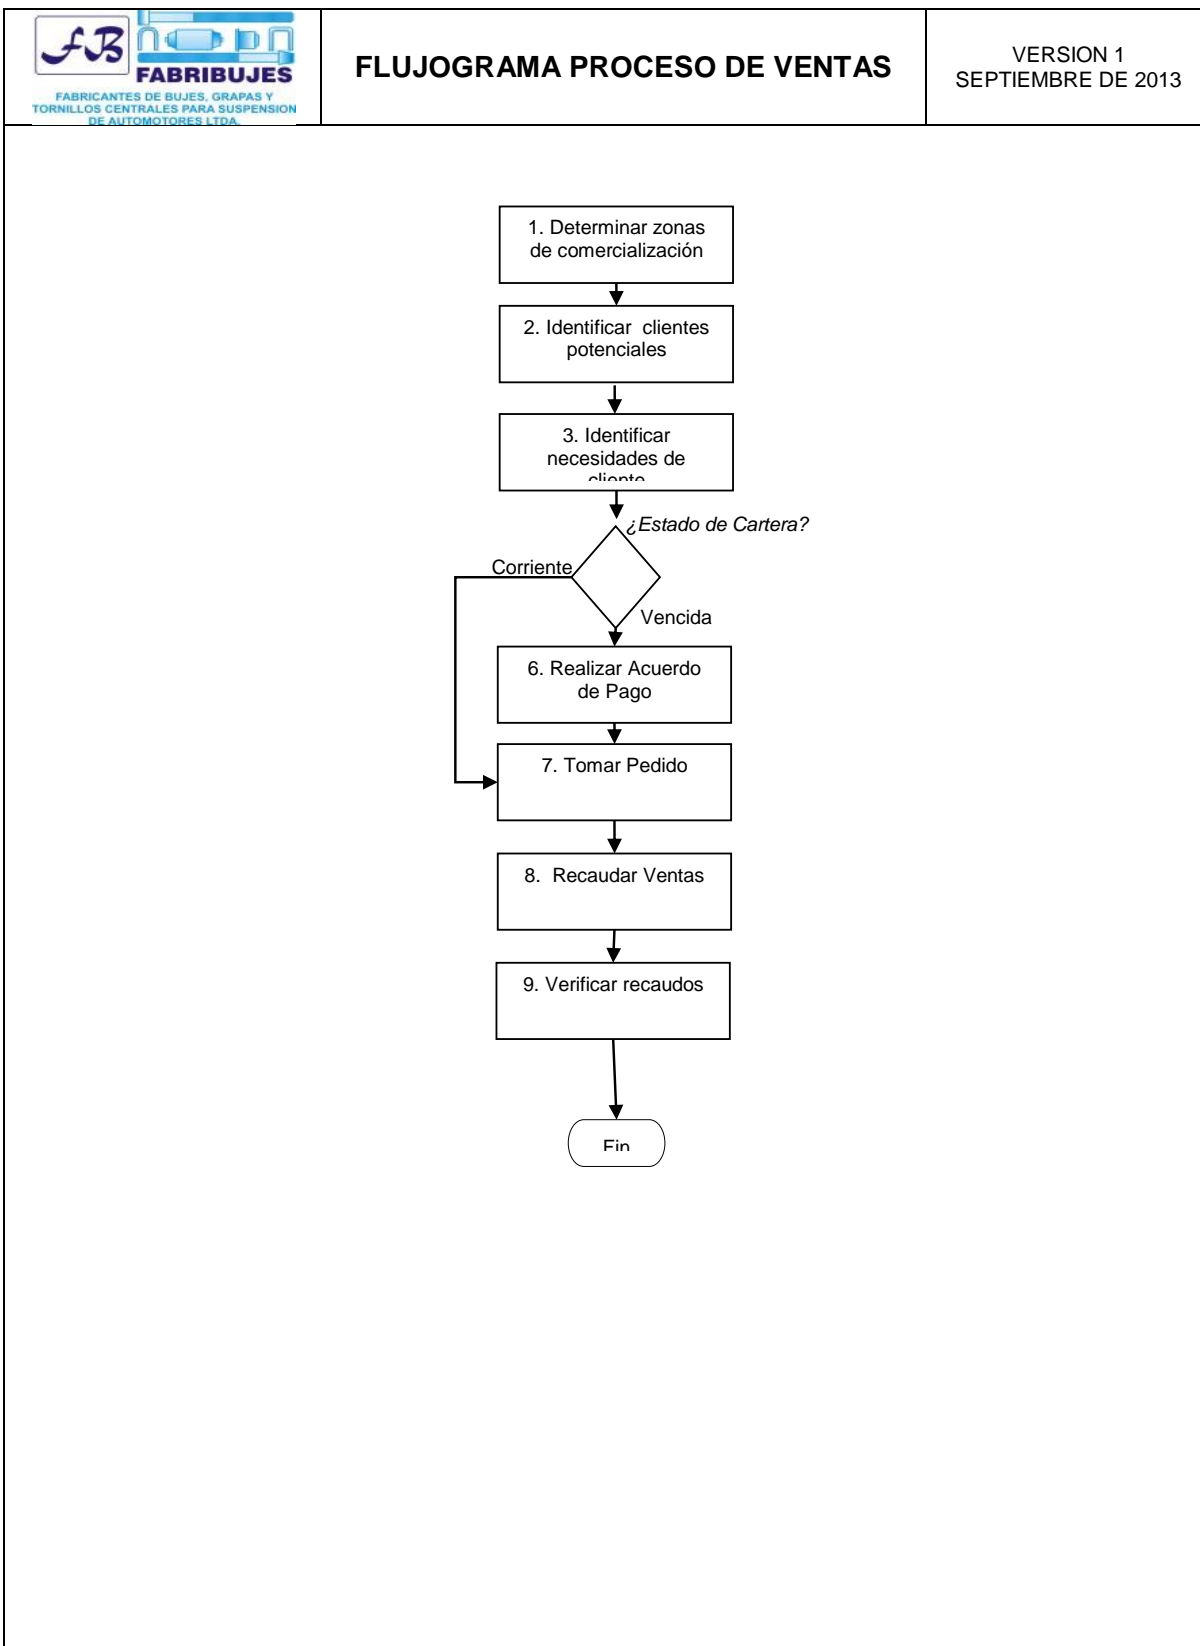 fB
FABRIBUJES
FABRICANTES DE BUJES, GRAPAS Y
TORNILLOS CENTRALES PARA SUSPENSION
DE AUTOMOTORES LTDA.
FLUJOGRAMA PROCESO DE VENTAS
VERSION 1
SEPTIEMBRE DE 2013
1. Determinar zonas
de comercialización
2. Identificar clientes
potenciales
3. Identificar
necesidades de
cliente
¿Estado de Cartera?
Corriente
Vencida
6. Realizar Acuerdo
de Pago
7. Tomar Pedido
8. Recaudar Ventas
9. Verificar recaudos
Fin